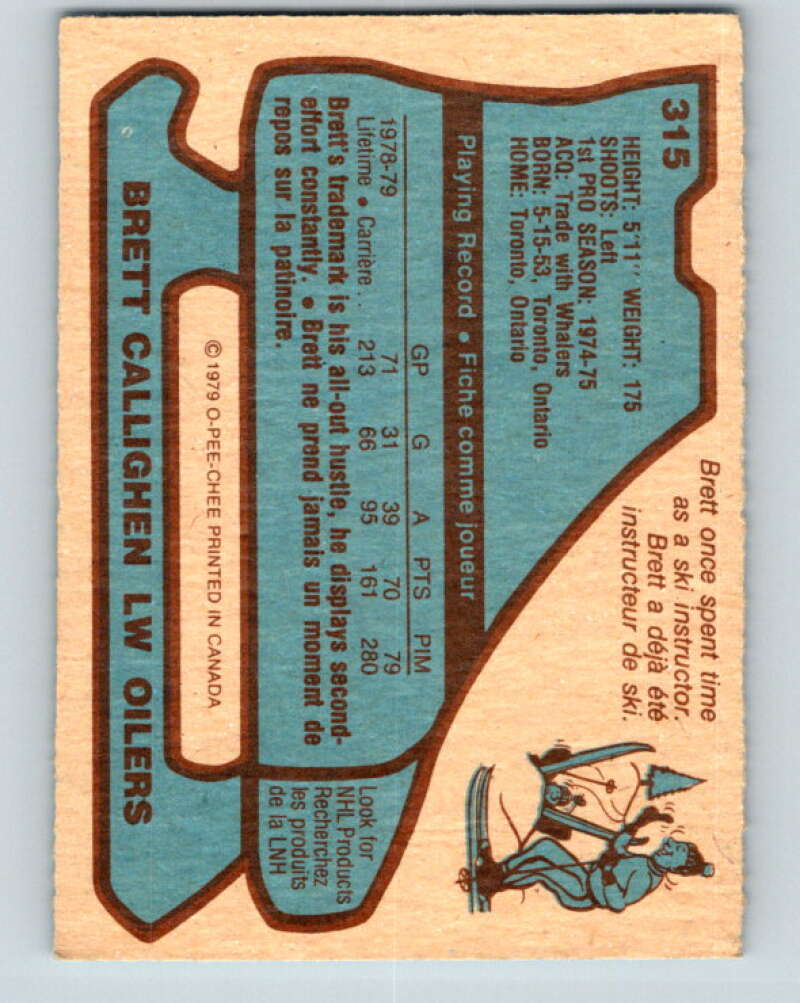 315
HEIGHT: 5'11" WEIGHT: 175
SHOOTS: Left
1st PRO SEASON: 1974-75
ACQ: Trade with Whalers
BORN: 5-15-53, Toronto, Ontario
HOME: Toronto, Ontario
Brett once spent time
as a ski instructor.
Brett a déjà été
instructeur de ski.
Playing Record • Fiche comme joueur
GP G A PTS PIM
1978-79 71 31 39 70 79
Lifetime • Carrière . . 213 66 95 161 280
Brett's trademark is his all-out hustle, he displays second-
effort constantly. • Brett ne prend jamais un moment de
repos sur la patinoire.
Look for
NHL Products
Recherchez
les produits
de la LNH
© 1979 O-PEE-CHEE PRINTED IN CANADA
BRETT CALLIGHEN LW OILERS